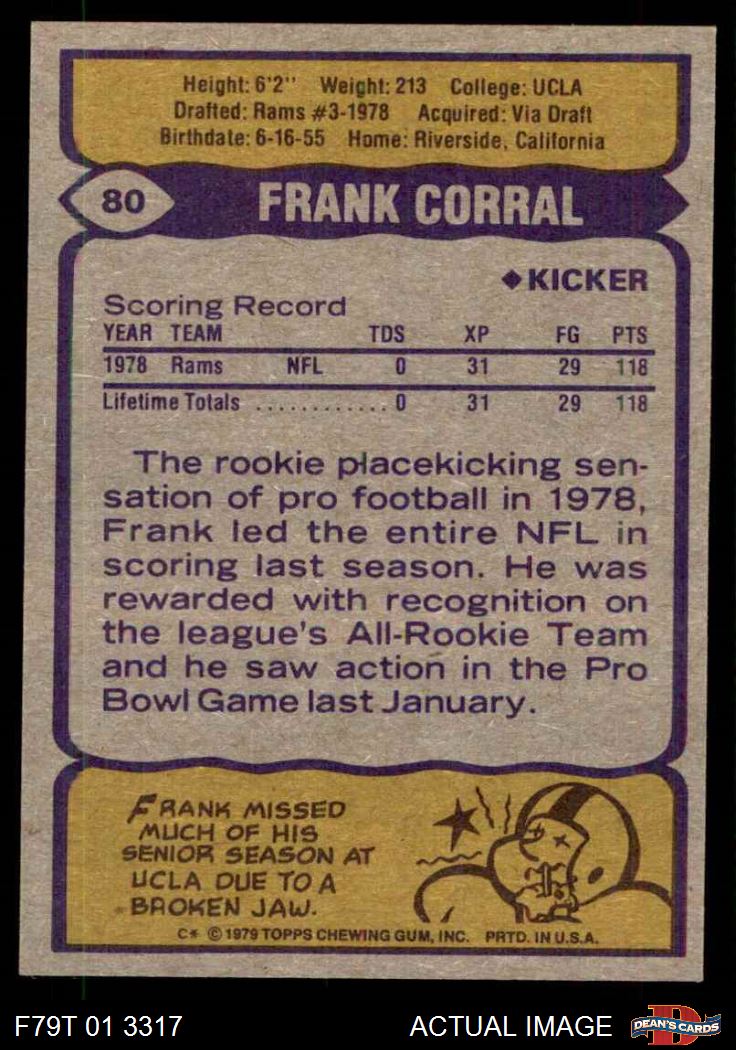 Height: 6'2" Weight: 213 College: UCLA
Drafted: Rams #3-1978 Acquired: Via Draft
Birthdate: 6-16-55 Home: Riverside, California
80 FRANK CORRAL
◆KICKER
Scoring Record
YEAR TEAM TDS XP FG PTS
1978 Rams NFL 0 31 29 118
Lifetime Totals ............. 0 31 29 118
The rookie placekicking sen-
sation of pro football in 1978,
Frank led the entire NFL in
scoring last season. He was
rewarded with recognition on
the league's All-Rookie Team
and he saw action in the Pro
Bowl Game last January.
FRANK MISSED
MUCH OF HIS
SENIOR SEASON AT
UCLA DUE TO A
BROKEN JAW.
C* © 1979 TOPPS CHEWING GUM, INC. PRTD. IN U.S.A.
F79T 01 3317 ACTUAL IMAGE D DEAN'S CARDS